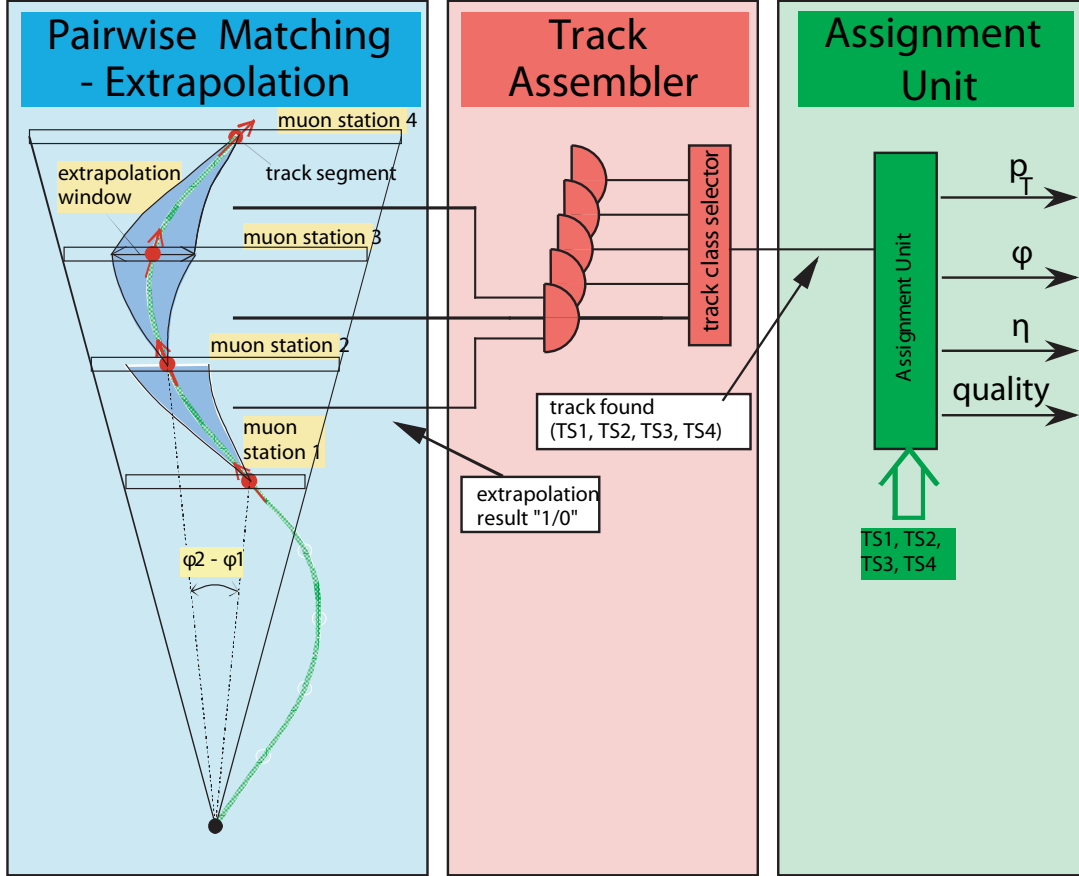 Pairwise Matching
- Extrapolation
muon station 4
track segment
extrapolation
window
muon station 3
muon station 2
muon
station 1
φ2 - φ1
extrapolation
result "1/0"
Track
Assembler
track class selector
track found
(TS1, TS2, TS3, TS4)
Assignment
Unit
Assignment Unit
pT
φ
η
quality
TS1, TS2,
TS3, TS4